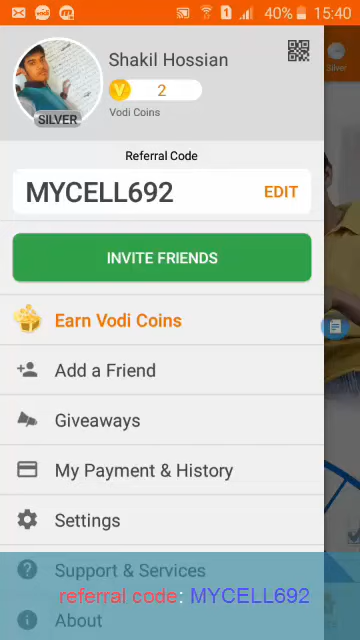 40% 15:40
Shakil Hossian
2
Vodi Coins
SILVER
Silver
Referral Code
MYCELL692 EDIT
INVITE FRIENDS
Earn Vodi Coins
Add a Friend
Giveaways
My Payment & History
Settings
Support & Services
referral code: MYCELL692
About